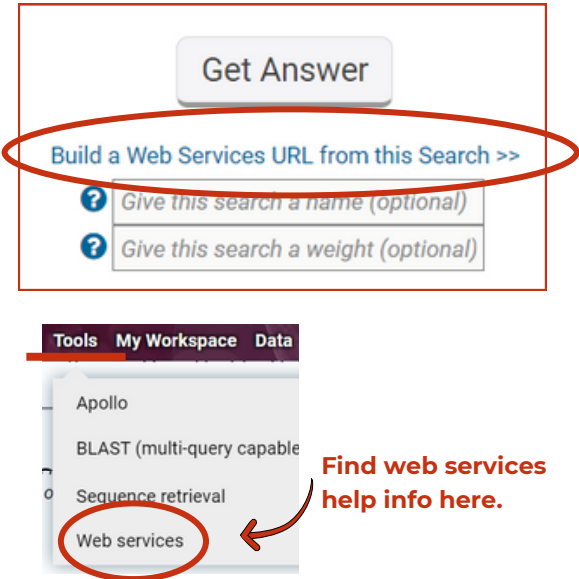 Get Answer
Build a Web Services URL from this Search >>
? Give this search a name (optional)
? Give this search a weight (optional)
Tools My Workspace Data
Apollo
BLAST (multi-query capable
Sequence retrieval
Web services
Find web services
help info here.